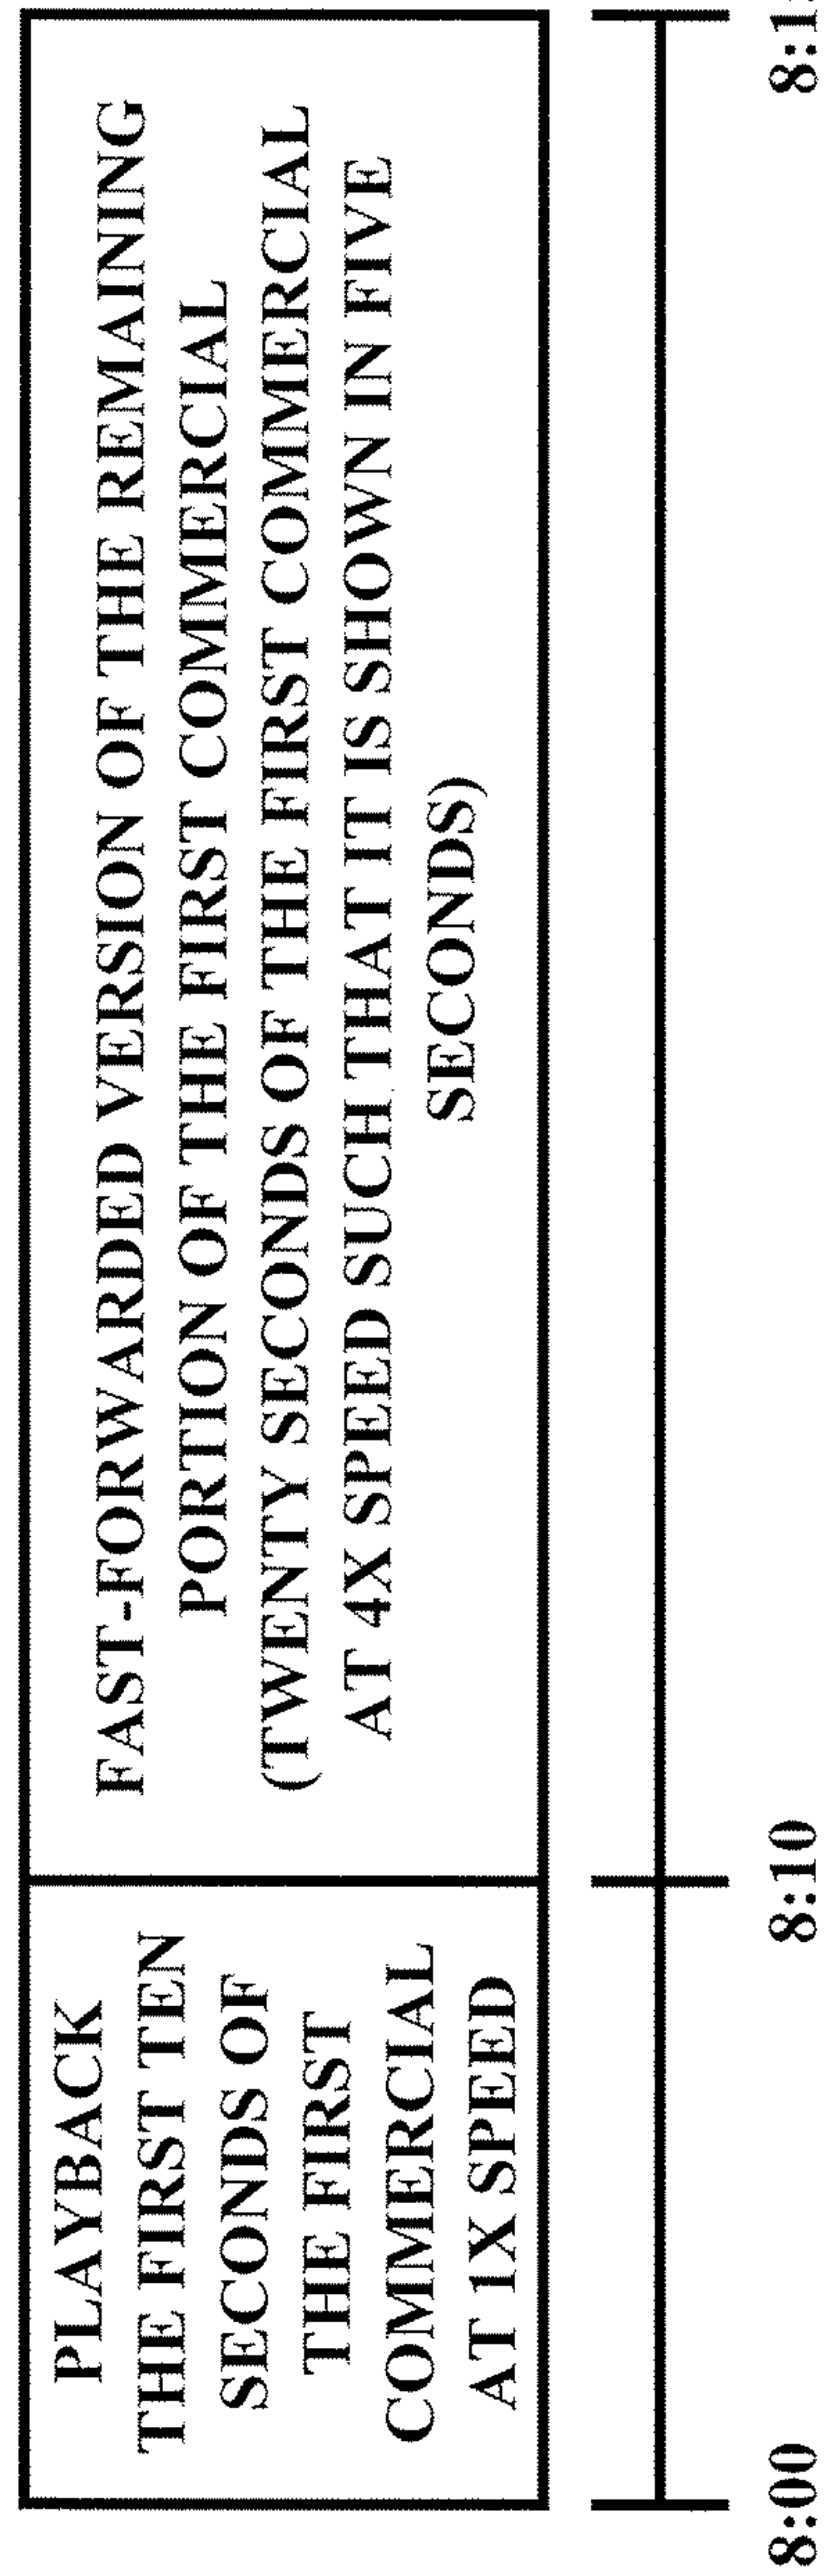 PLAYBACK
THE FIRST TEN
SECONDS OF
THE FIRST
COMMERCIAL
AT 1X SPEED
FAST-FORWARDED VERSION OF THE REMAINING
PORTION OF THE FIRST COMMERCIAL
(TWENTY SECONDS OF THE FIRST COMMERCIAL
AT 4X SPEED SUCH THAT IT IS SHOWN IN FIVE
SECONDS)
8:00
8:10